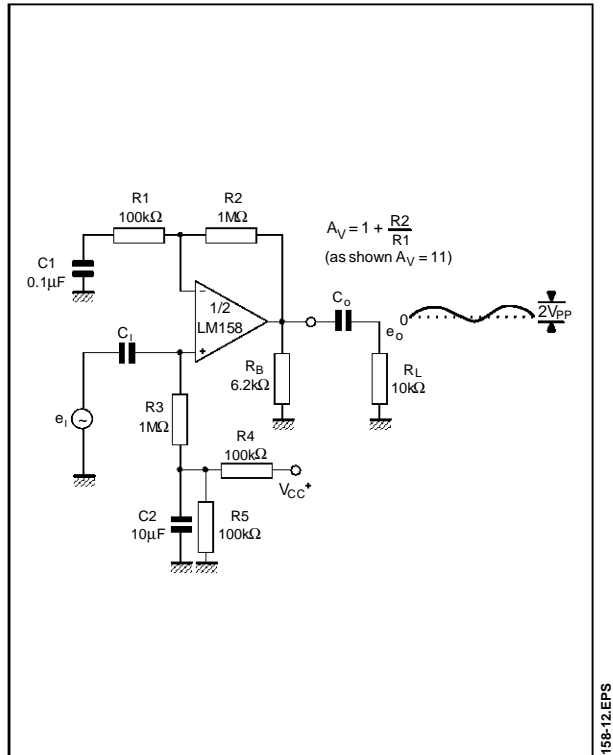 R1
100kΩ
R2
1MΩ
A_V = 1 + R2/R1
(as shown A_V = 11)
C1
0.1µF
1/2
LM158
-
+
C_I
C_o
0
e_o
2V_PP
R_B
6.2kΩ
R_L
10kΩ
R3
1MΩ
e_I
~
R4
100kΩ
V_CC+
C2
10µF
R5
100kΩ
158-12.EPS